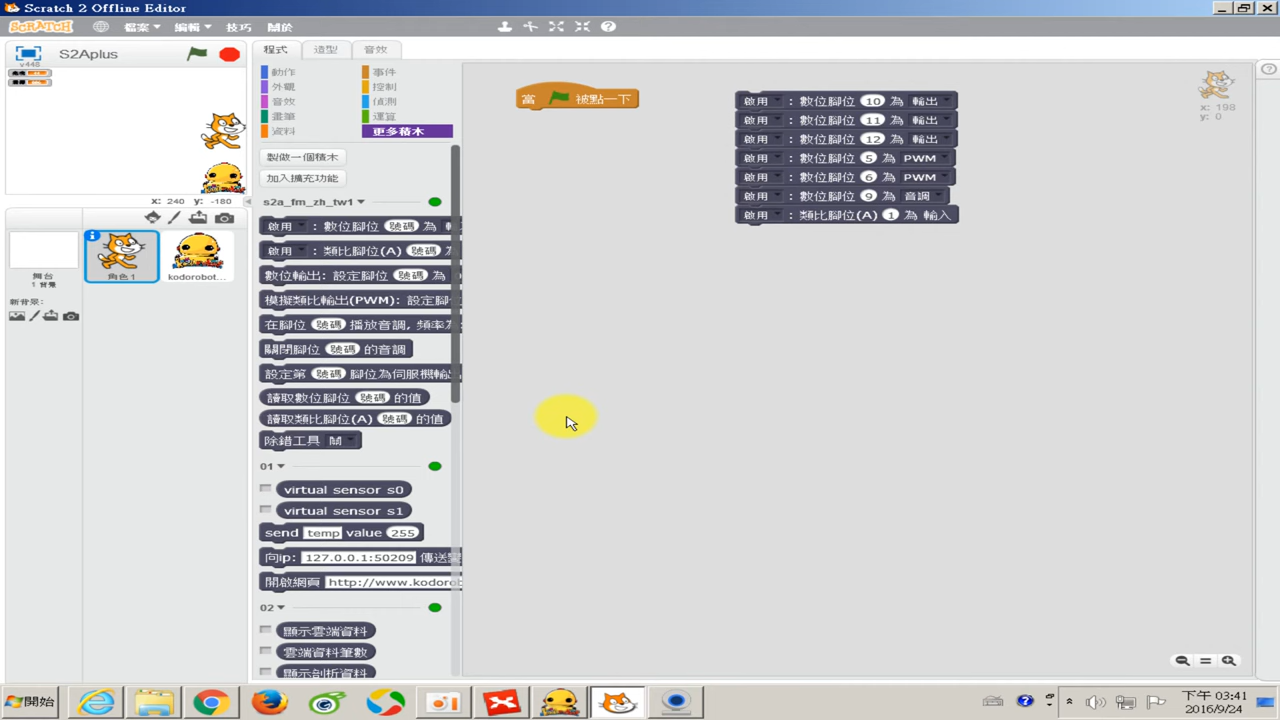 Scratch 2 Offline Editor
SCRATCH 檔案 編輯 技巧 關於
S2Aplus
v448
x: 240 y: -180
舞台
1 背景
新背景:
角色1
kodorobot...
程式 造型 音效
動作 事件
外觀 控制
音效 偵測
畫筆 運算
資料 更多積木
製做一個積木
加入擴充功能
s2a_fm_zh_tw1
啟用 : 數位腳位 號碼 為
啟用 : 類比腳位(A) 號碼 為
數位輸出: 設定腳位 號碼 為
模擬類比輸出(PWM): 設定腳位
在腳位 號碼 播放音調, 頻率為
關閉腳位 號碼 的音調
設定第 號碼 腳位為伺服機輸出
讀取數位腳位 號碼 的值
讀取類比腳位(A) 號碼 的值
除錯工具 關
01
virtual sensor s0
virtual sensor s1
send temp value 255
向ip: 127.0.0.1:50209 傳送
開啟網頁 http://www.kodorob
02
顯示雲端資料
雲端資料筆數
顯示剖析資料
當 被點一下
啟用 : 數位腳位 10 為 輸出
啟用 : 數位腳位 11 為 輸出
啟用 : 數位腳位 12 為 輸出
啟用 : 數位腳位 5 為 PWM
啟用 : 數位腳位 6 為 PWM
啟用 : 數位腳位 9 為 音調
啟用 : 類比腳位(A) 1 為 輸入
x: 198
y: 0
開始
下午 03:41
2016/9/24